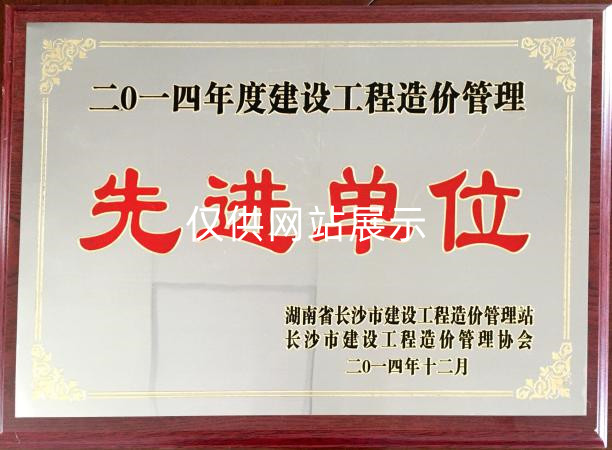 二0一四年度建设工程造价管理
先进单位
仅供网站展示
湖南省长沙市建设工程造价管理站
长沙市建设工程造价管理协会
二0一四年十二月